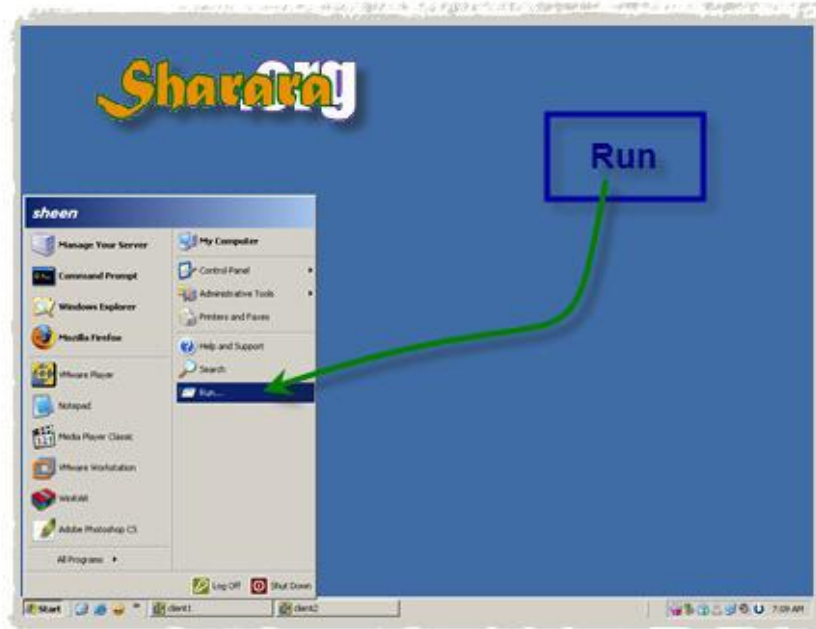 Sharara
.org!
Run
sheen
Manage Your Server
Command Prompt
Windows Explorer
Mozilla Firefox
VMware Player
Notepad
Media Player Classic
VMware Workstation
WinRAR
Adobe Photoshop CS
All Programs
My Computer
Control Panel
Administrative Tools
Printers and Faxes
Help and Support
Search
Run...
Log Off
Shut Down
Start
client1
client2
7:09 AM